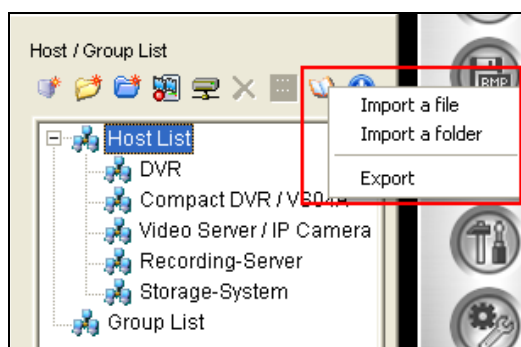 Host / Group List
BMP
Import a file
Import a folder
Export
Host List
DVR
Compact DVR / VS04A
Video Server / IP Camera
Recording-Server
Storage-System
Group List